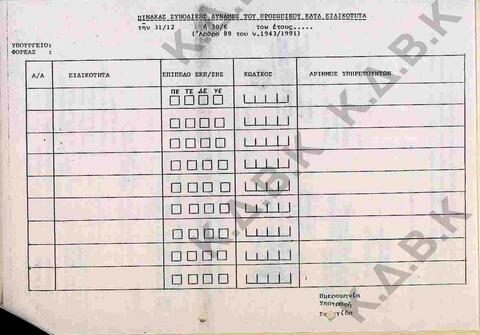 ΠΙΝΑΚΑΣ ΣΥΝΟΛΙΚΗΣ ΔΥΝΑΜΗΣ ΤΟΥ ΠΡΟΣΩΠΙΚΟΥ ΚΑΤΑ ΕΙΔΙΚΟΤΗΤΑ
την 31/12 ή 30/6 του έτους.....
(Άρθρο 89 του ν.1943/1991)
ΥΠΟΥΡΓΕΙΟ:
ΦΟΡΕΑΣ :
Α/Α ΕΙΔΙΚΟΤΗΤΑ ΕΠΙΠΕΔΟ ΕΚΠ/ΣΗΣ ΚΩΔΙΚΟΣ ΑΡΙΘΜΟΣ ΥΠΗΡΕΤΟΥΝΤΩΝ
ΠΕ ΤΕ ΔΕ ΥΕ
Κ.Δ.Β.Κ
Κ.Δ.Β.Κ
Κ.Δ.Β.Κ
Ημερομηνία
Υπογραφή
Σφραγίδα